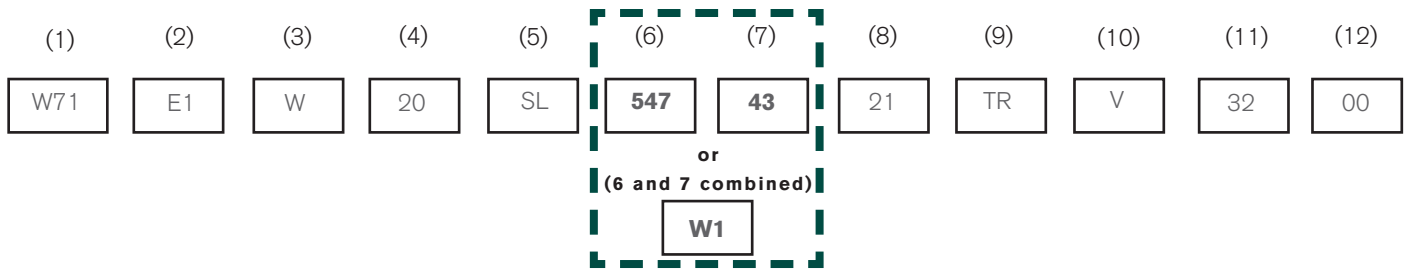 (1) (2) (3) (4) (5) (6) (7) (8) (9) (10) (11) (12)
W71 E1 W 20 SL 547 43 21 TR V 32 00
or
(6 and 7 combined)
W1